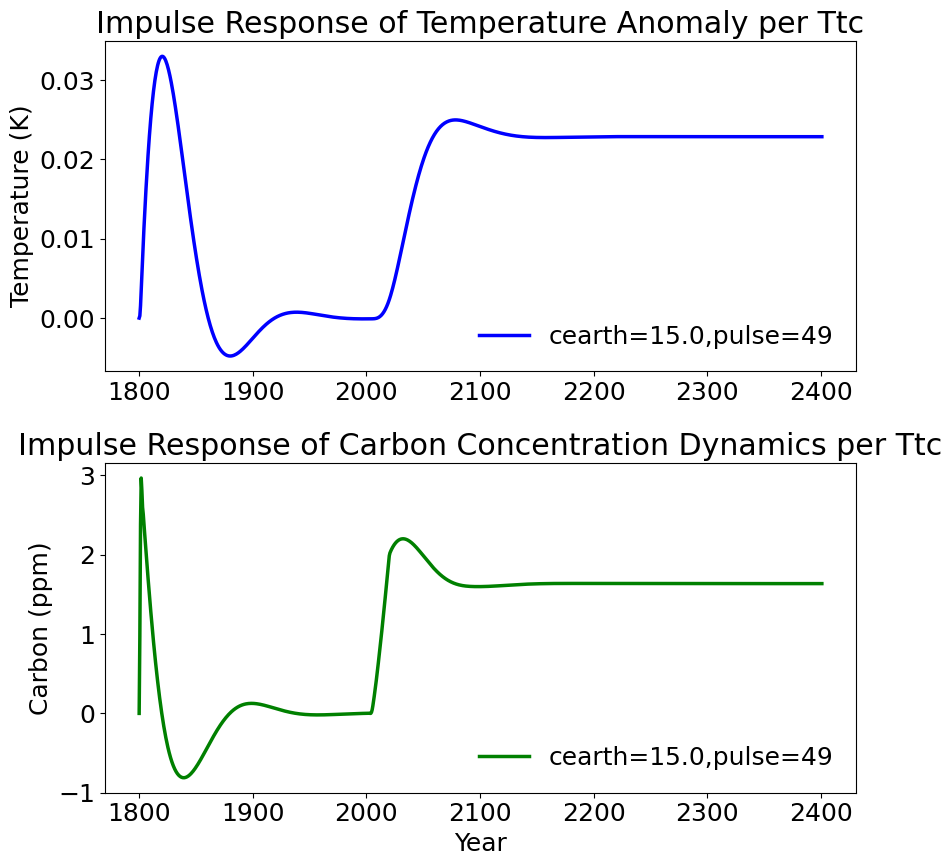 Impulse Response of Temperature Anomaly per Ttc
Temperature (K)
0.03
0.02
0.01
0.00
cearth=15.0,pulse=49
1800 1900 2000 2100 2200 2300 2400
Impulse Response of Carbon Concentration Dynamics per Ttc
Carbon (ppm)
3
2
1
0
−1
cearth=15.0,pulse=49
1800 1900 2000 2100 2200 2300 2400
Year